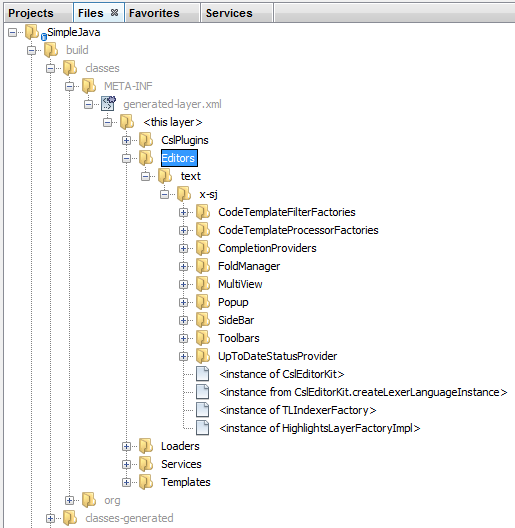 Projects Files Favorites Services
SimpleJava
build
classes
META-INF
generated-layer.xml
<this layer>
CslPlugins
Editors
text
x-sj
CodeTemplateFilterFactories
CodeTemplateProcessorFactories
CompletionProviders
FoldManager
MultiView
Popup
SideBar
Toolbars
UpToDateStatusProvider
<instance of CslEditorKit>
<instance from CslEditorKit.createLexerLanguageInstance>
<instance of TLIndexerFactory>
<instance of HighlightsLayerFactoryImpl>
Loaders
Services
Templates
org
classes-generated